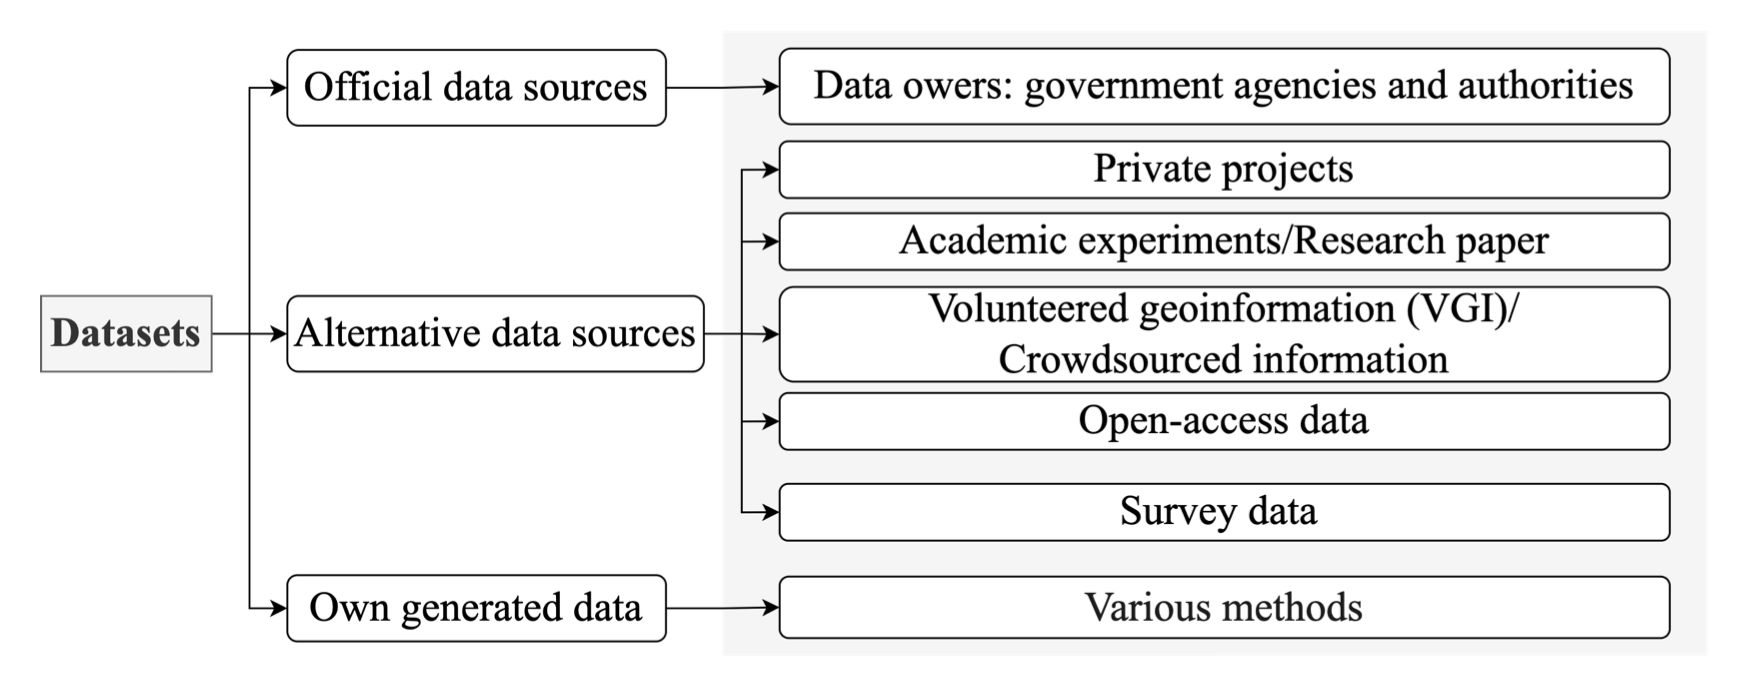 Datasets
Official data sources
Data owers: government agencies and authorities
Alternative data sources
Private projects
Academic experiments/Research paper
Volunteered geoinformation (VGI)/
Crowdsourced information
Open-access data
Survey data
Own generated data
Various methods